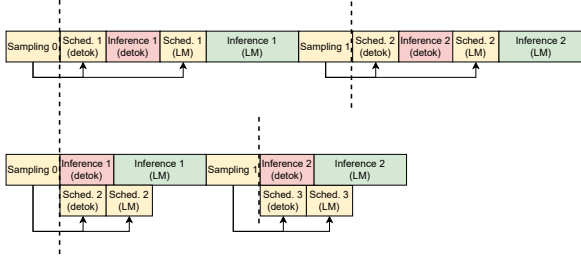 Sampling 0
Sched. 1
(detok)
Inference 1
(detok)
Sched. 1
(LM)
Inference 1
(LM)
Sampling 1
Sched. 2
(detok)
Inference 2
(detok)
Sched. 2
(LM)
Inference 2
(LM)
Sampling 0
Inference 1
(detok)
Inference 1
(LM)
Sampling 1
Inference 2
(detok)
Inference 2
(LM)
Sched. 2
(detok)
Sched. 2
(LM)
Sched. 3
(detok)
Sched. 3
(LM)